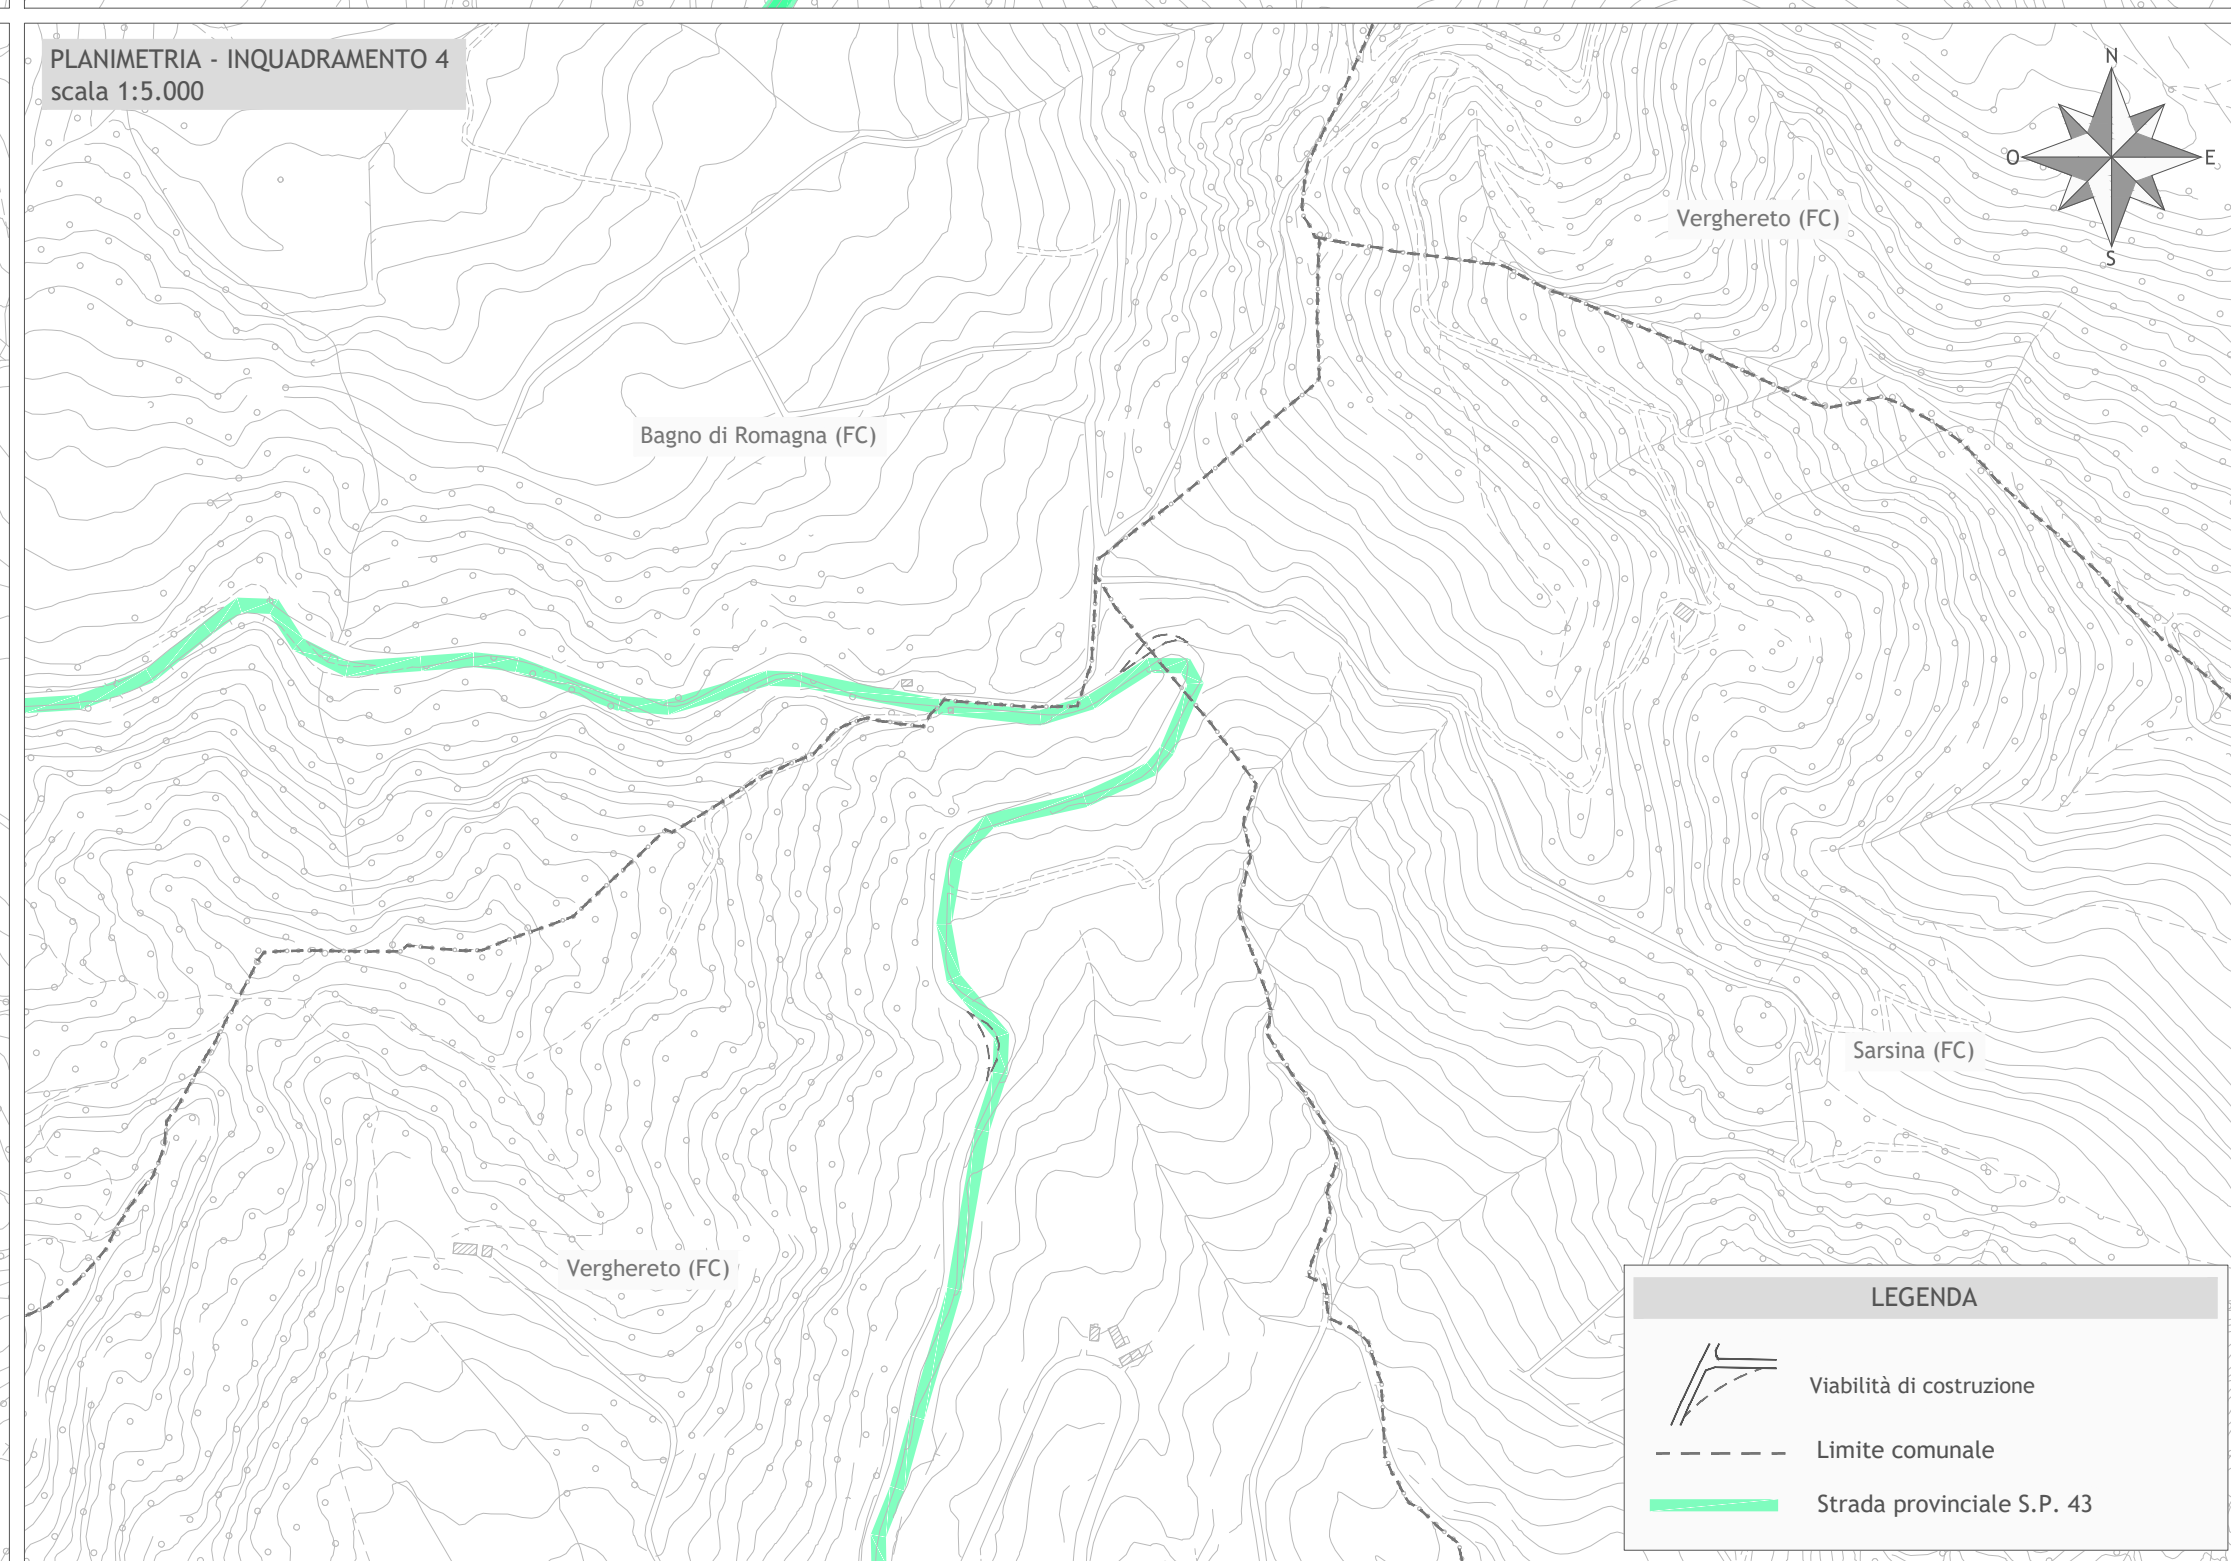 PLANIMETRIA - INQUADRAMENTO 4
scala 1:5.000
N
O
E
S
Verghereto (FC)
Bagno di Romagna (FC)
Sarsina (FC)
Verghereto (FC)
LEGENDA
Viabilità di costruzione
Limite comunale
Strada provinciale S.P. 43